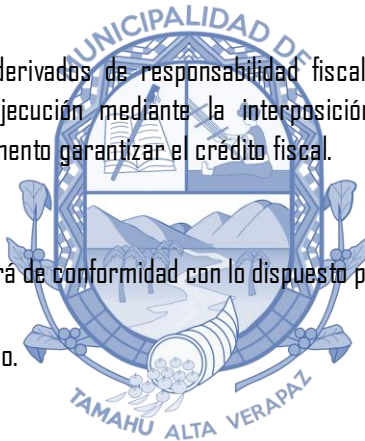 MUNICIPALIDAD DE
derivados de responsabilidad fiscal
ejecución mediante la interposición
mento garantizar el crédito fiscal.
rá de conformidad con lo dispuesto p
o.
TAMAHU ALTA VERAPAZ